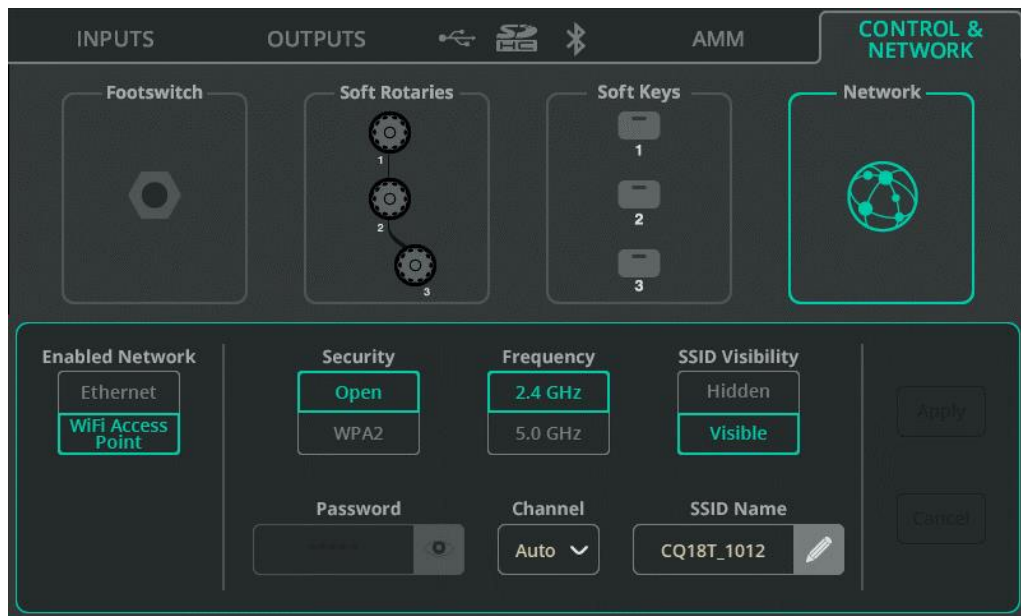 INPUTS
OUTPUTS
SD
HC
AMM
CONTROL &
NETWORK
Footswitch
Soft Rotaries
Soft Keys
Network
1
2
3
1
2
3
Enabled Network
Ethernet
WiFi Access
Point
Security
Open
WPA2
Frequency
2.4 GHz
5.0 GHz
SSID Visibility
Hidden
Visible
Apply
Password
*****
Channel
Auto
SSID Name
CQ18T_1012
Cancel